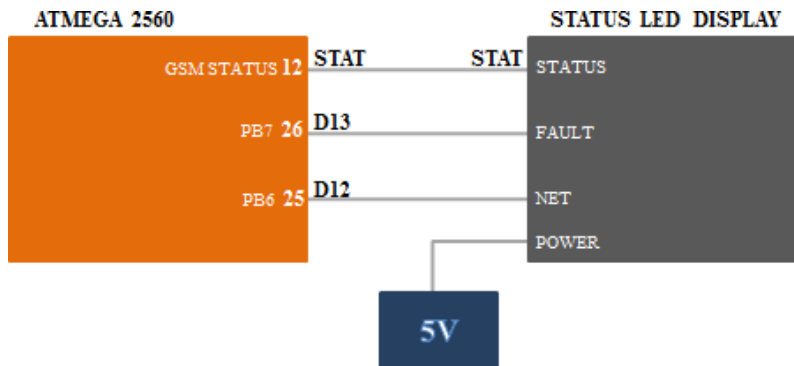 ATMEGA 2560
STATUS LED DISPLAY
GSM STATUS 12 STAT STAT STATUS
PB7 26 D13 FAULT
PB6 25 D12 NET
POWER
5V